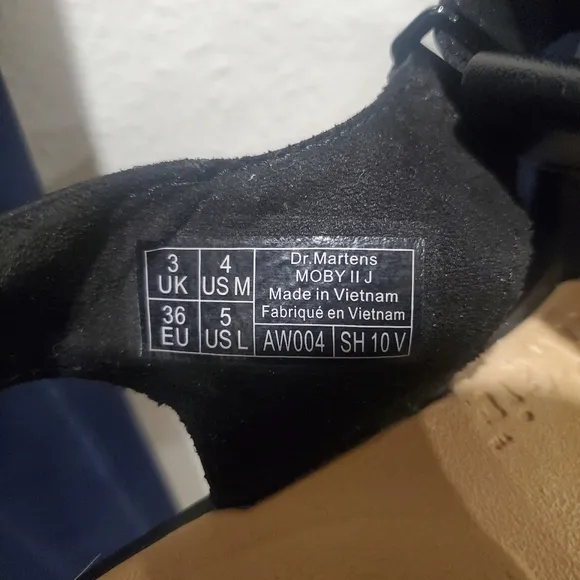 3 UK
4 US M
36 EU
5 US L
Dr.Martens
MOBY II J
Made in Vietnam
Fabriqué en Vietnam
AW004
SH 10 V